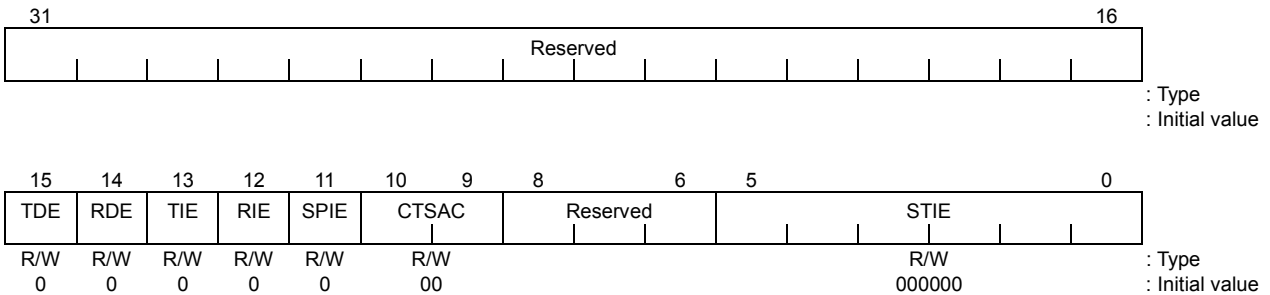 31 16
Reserved
: Type
: Initial value
15 14 13 12 11 10 9 8 6 5 0
TDE RDE TIE RIE SPIE CTSAC Reserved STIE
R/W R/W R/W R/W R/W R/W R/W : Type
0 0 0 0 0 00 000000 : Initial value